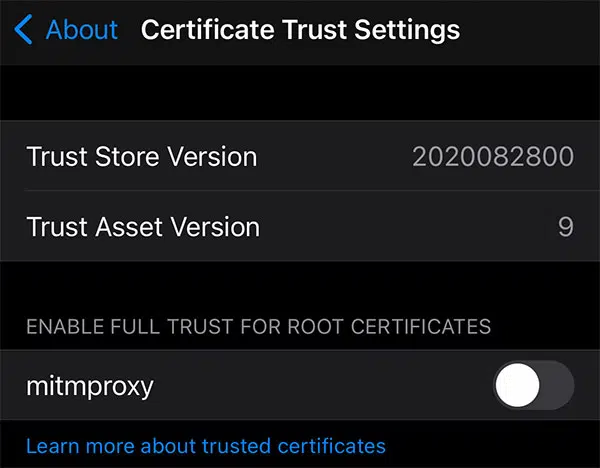 About Certificate Trust Settings
Trust Store Version 2020082800
Trust Asset Version 9
ENABLE FULL TRUST FOR ROOT CERTIFICATES
mitmproxy
Learn more about trusted certificates